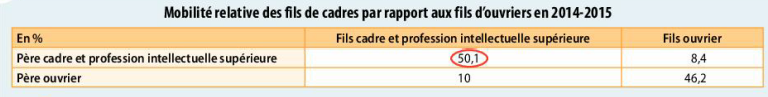 Mobilité relative des fils de cadres par rapport aux fils d'ouvriers en 2014-2015
En % Fils cadre et profession intellectuelle supérieure Fils ouvrier
Père cadre et profession intellectuelle supérieure 50,1 8,4
Père ouvrier 10 46,2